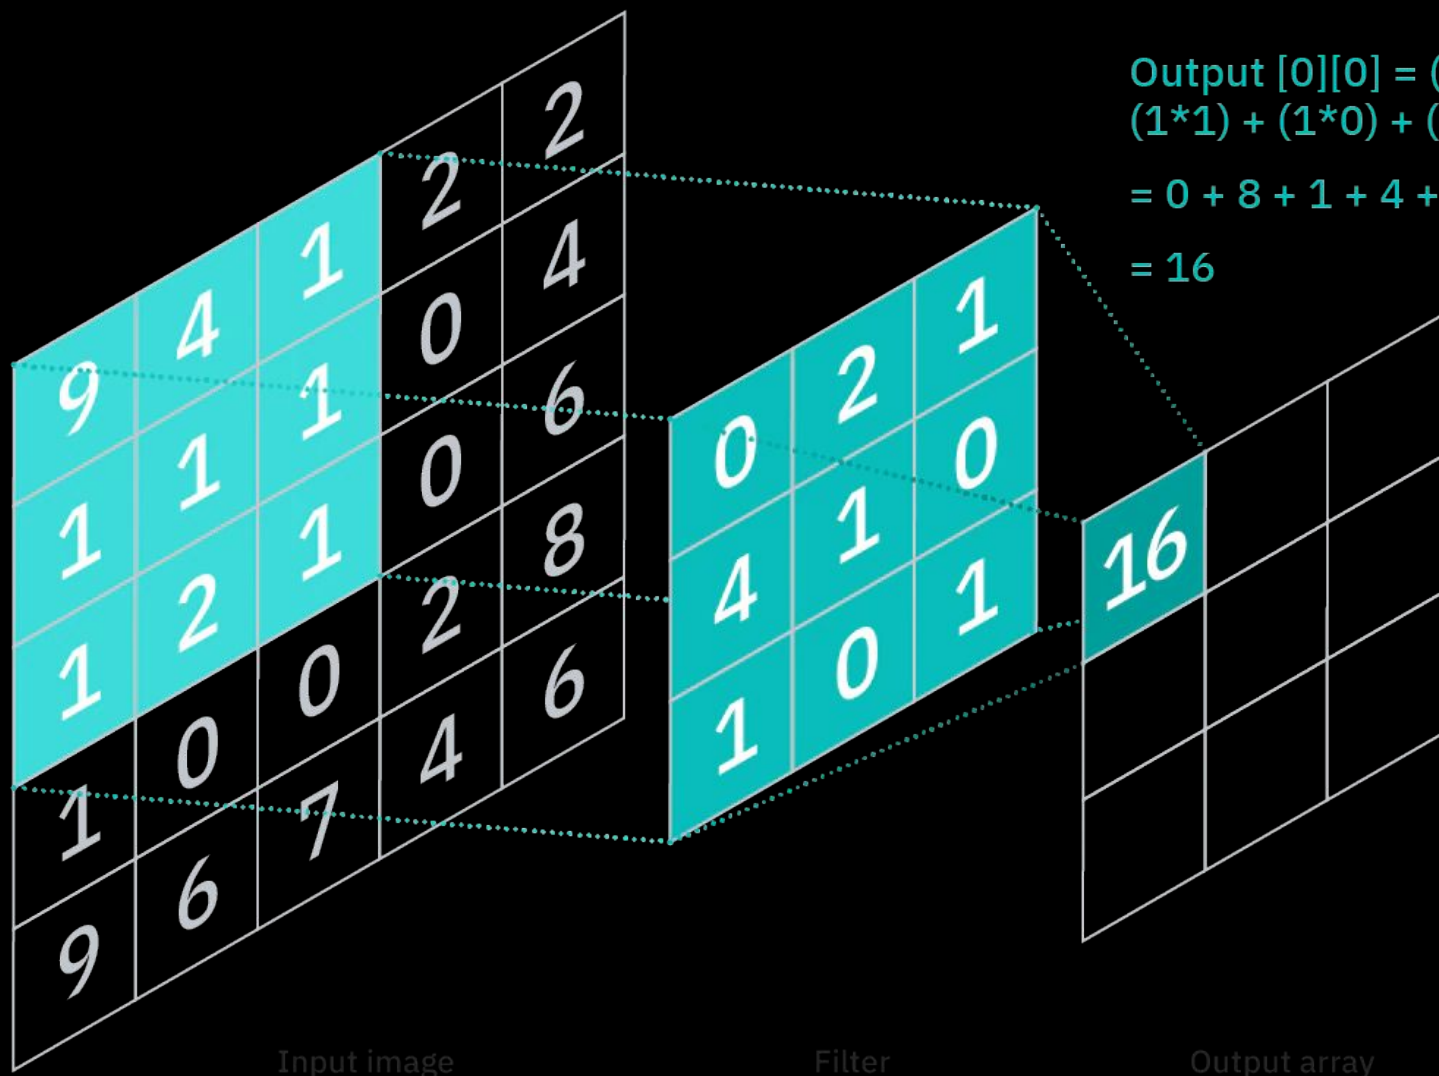 Output [0][0] = (
(1*1) + (1*0) + (
= 0 + 8 + 1 + 4 +
= 16
9 4 1 2 2
1 1 1 0 4
1 2 1 0 6
1 0 0 2 8
9 6 7 4 6
0 2 1
4 1 0
1 0 1
16
Input image
Filter
Output array